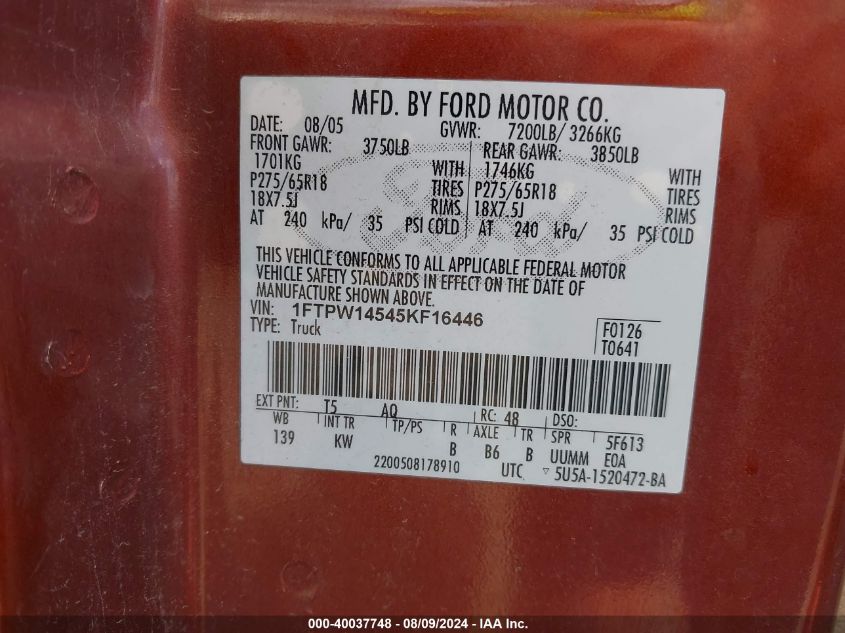 MFD. BY FORD MOTOR CO.
DATE: 08/05 GVWR: 7200LB/ 3266KG
FRONT GAWR: 3750LB REAR GAWR: 3850LB
1701KG WITH 1746KG WITH
P275/65R18 TIRES P275/65R18 TIRES
18X7.5J RIMS 18X7.5J RIMS
AT 240 kPa/ 35 PSI COLD AT 240 kPa/ 35 PSI COLD
THIS VEHICLE CONFORMS TO ALL APPLICABLE FEDERAL MOTOR
VEHICLE SAFETY STANDARDS IN EFFECT ON THE DATE OF
MANUFACTURE SHOWN ABOVE.
VIN: 1FTPW14545KF16446
TYPE: Truck
F0126
T0641
EXT PNT: T5 AQ RC: 48 DSO:
WB INT TR TP/PS R AXLE TR SPR 5F613
139 KW B B6 B UUMM E0A
2200508178910 UTC ▽ 5U5A-1520472-BA
Ford
000-40037748 - 08/09/2024 - IAA Inc.